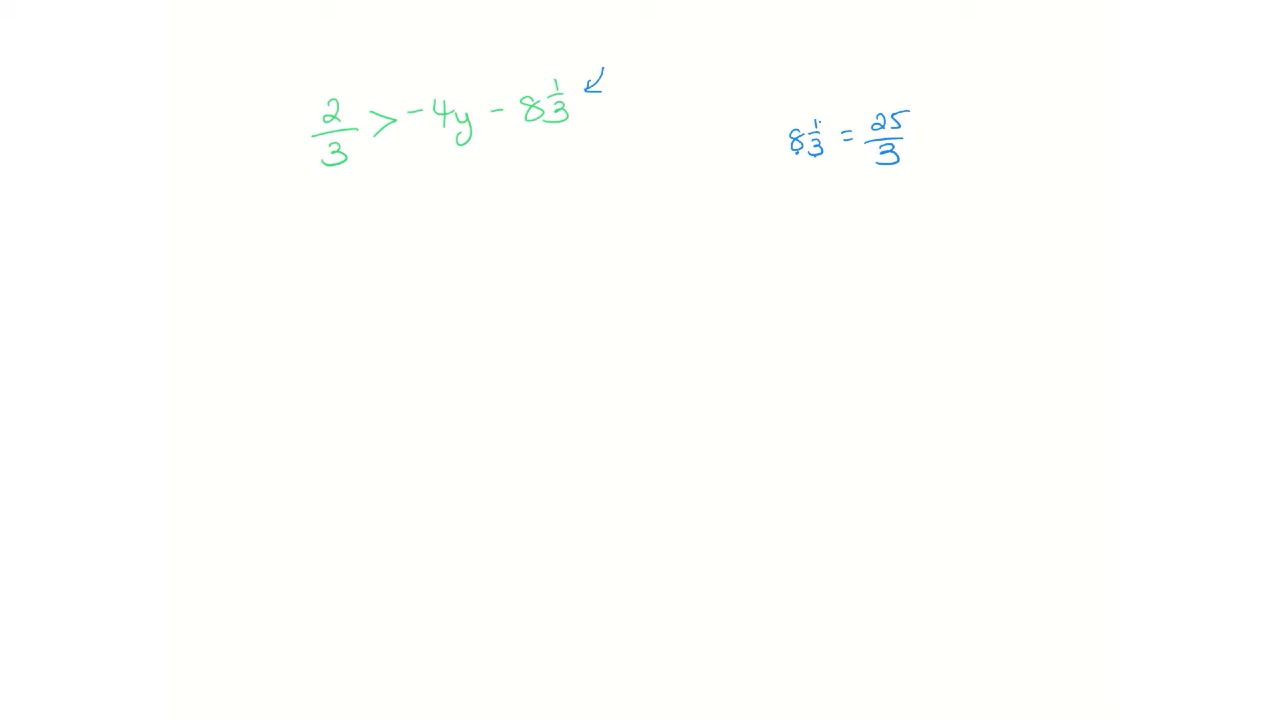 2/3 > -4y - 8 1/3
8 1/3 = 25/3